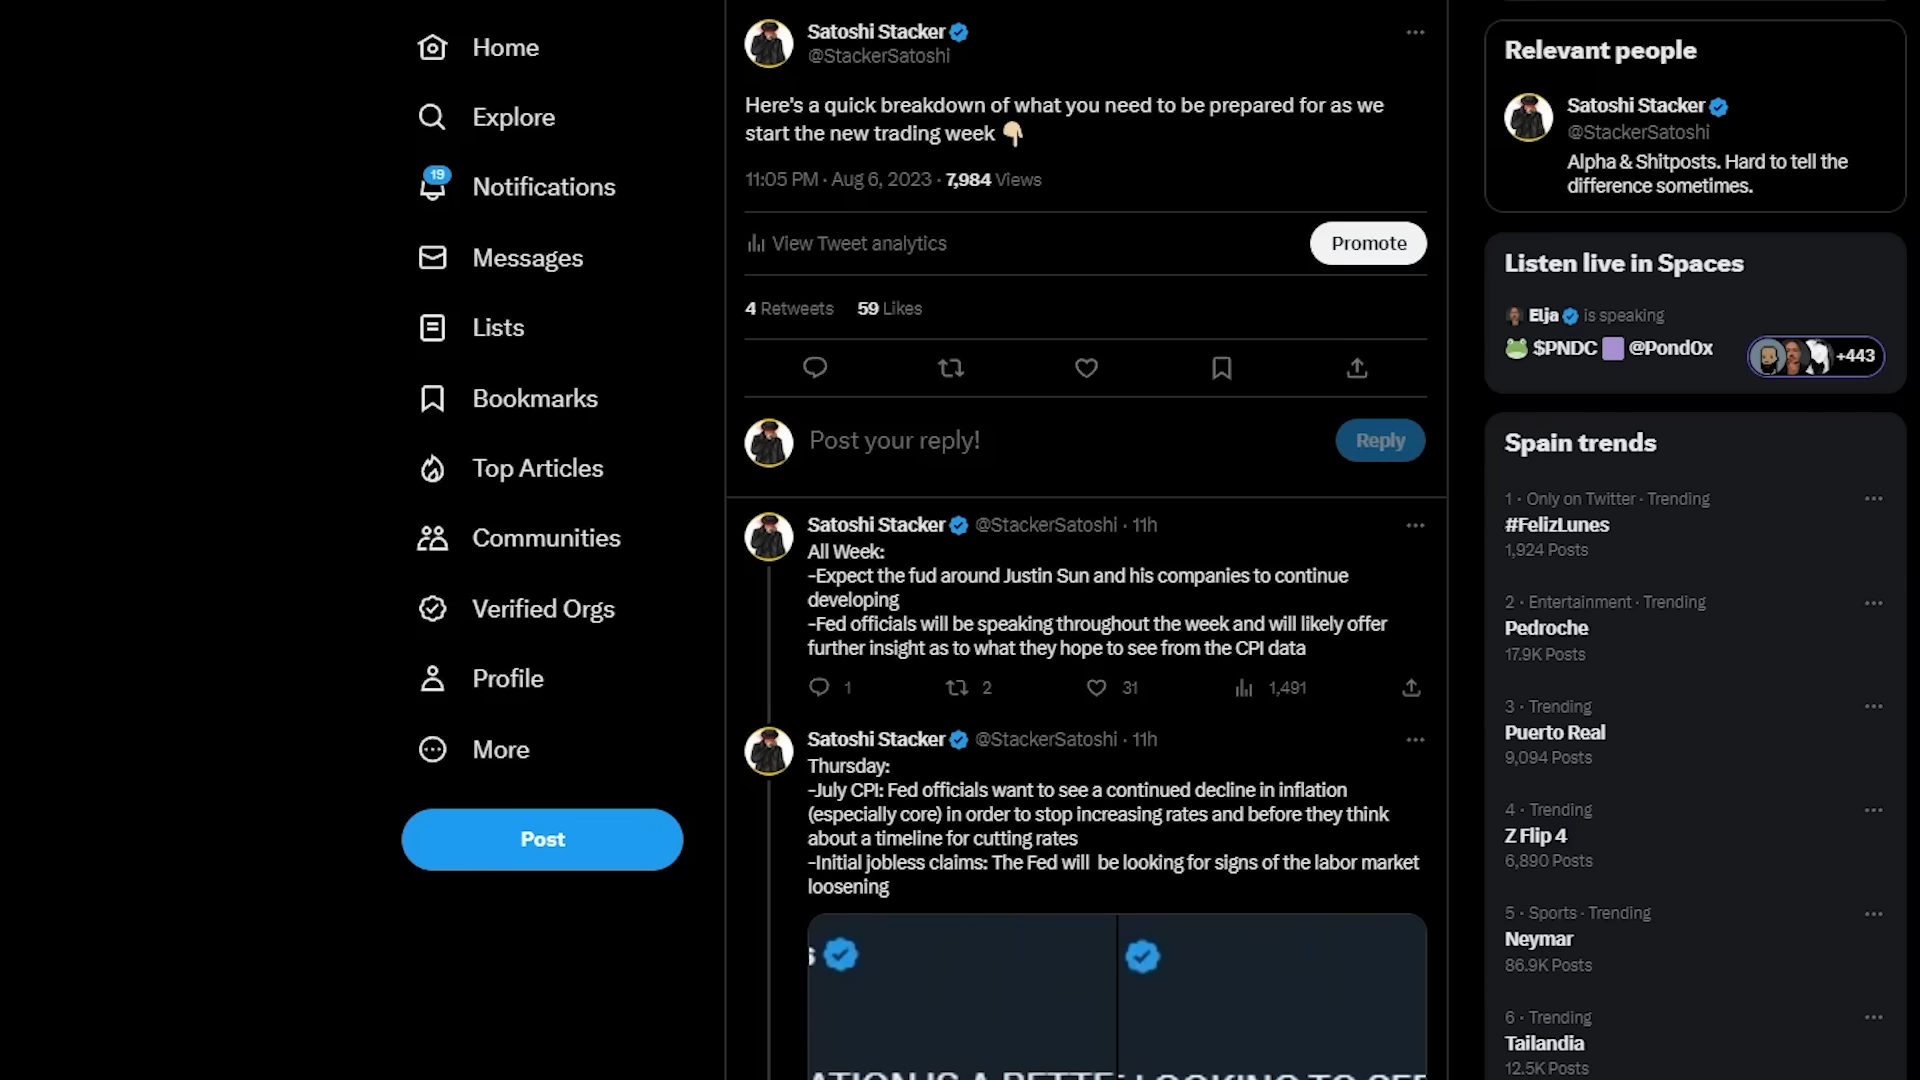 Home
Explore
19
Notifications
Messages
Lists
Bookmarks
Top Articles
Communities
Verified Orgs
Profile
More
Post
Satoshi Stacker
@StackerSatoshi
Here's a quick breakdown of what you need to be prepared for as we
start the new trading week 👇🏻
11:05 PM · Aug 6, 2023 · 7,984 Views
View Tweet analytics
Promote
4 Retweets 59 Likes
Post your reply!
Reply
Satoshi Stacker @StackerSatoshi · 11h
All Week:
-Expect the fud around Justin Sun and his companies to continue
developing
-Fed officials will be speaking throughout the week and will likely offer
further insight as to what they hope to see from the CPI data
1 2 31 1,491
Satoshi Stacker @StackerSatoshi · 11h
Thursday:
-July CPI: Fed officials want to see a continued decline in inflation
(especially core) in order to stop increasing rates and before they think
about a timeline for cutting rates
-Initial jobless claims: The Fed will  be looking for signs of the labor market
loosening
Relevant people
Satoshi Stacker
@StackerSatoshi
Alpha & Shitposts. Hard to tell the
difference sometimes.
Listen live in Spaces
Elja is speaking
🐸 $PNDC 🟪 @Pond0x
+443
Spain trends
1 · Only on Twitter · Trending
#FelizLunes
1,924 Posts
2 · Entertainment · Trending
Pedroche
17.9K Posts
3 · Trending
Puerto Real
9,094 Posts
4 · Trending
Z Flip 4
6,890 Posts
5 · Sports · Trending
Neymar
86.9K Posts
6 · Trending
Tailandia
12.5K Posts